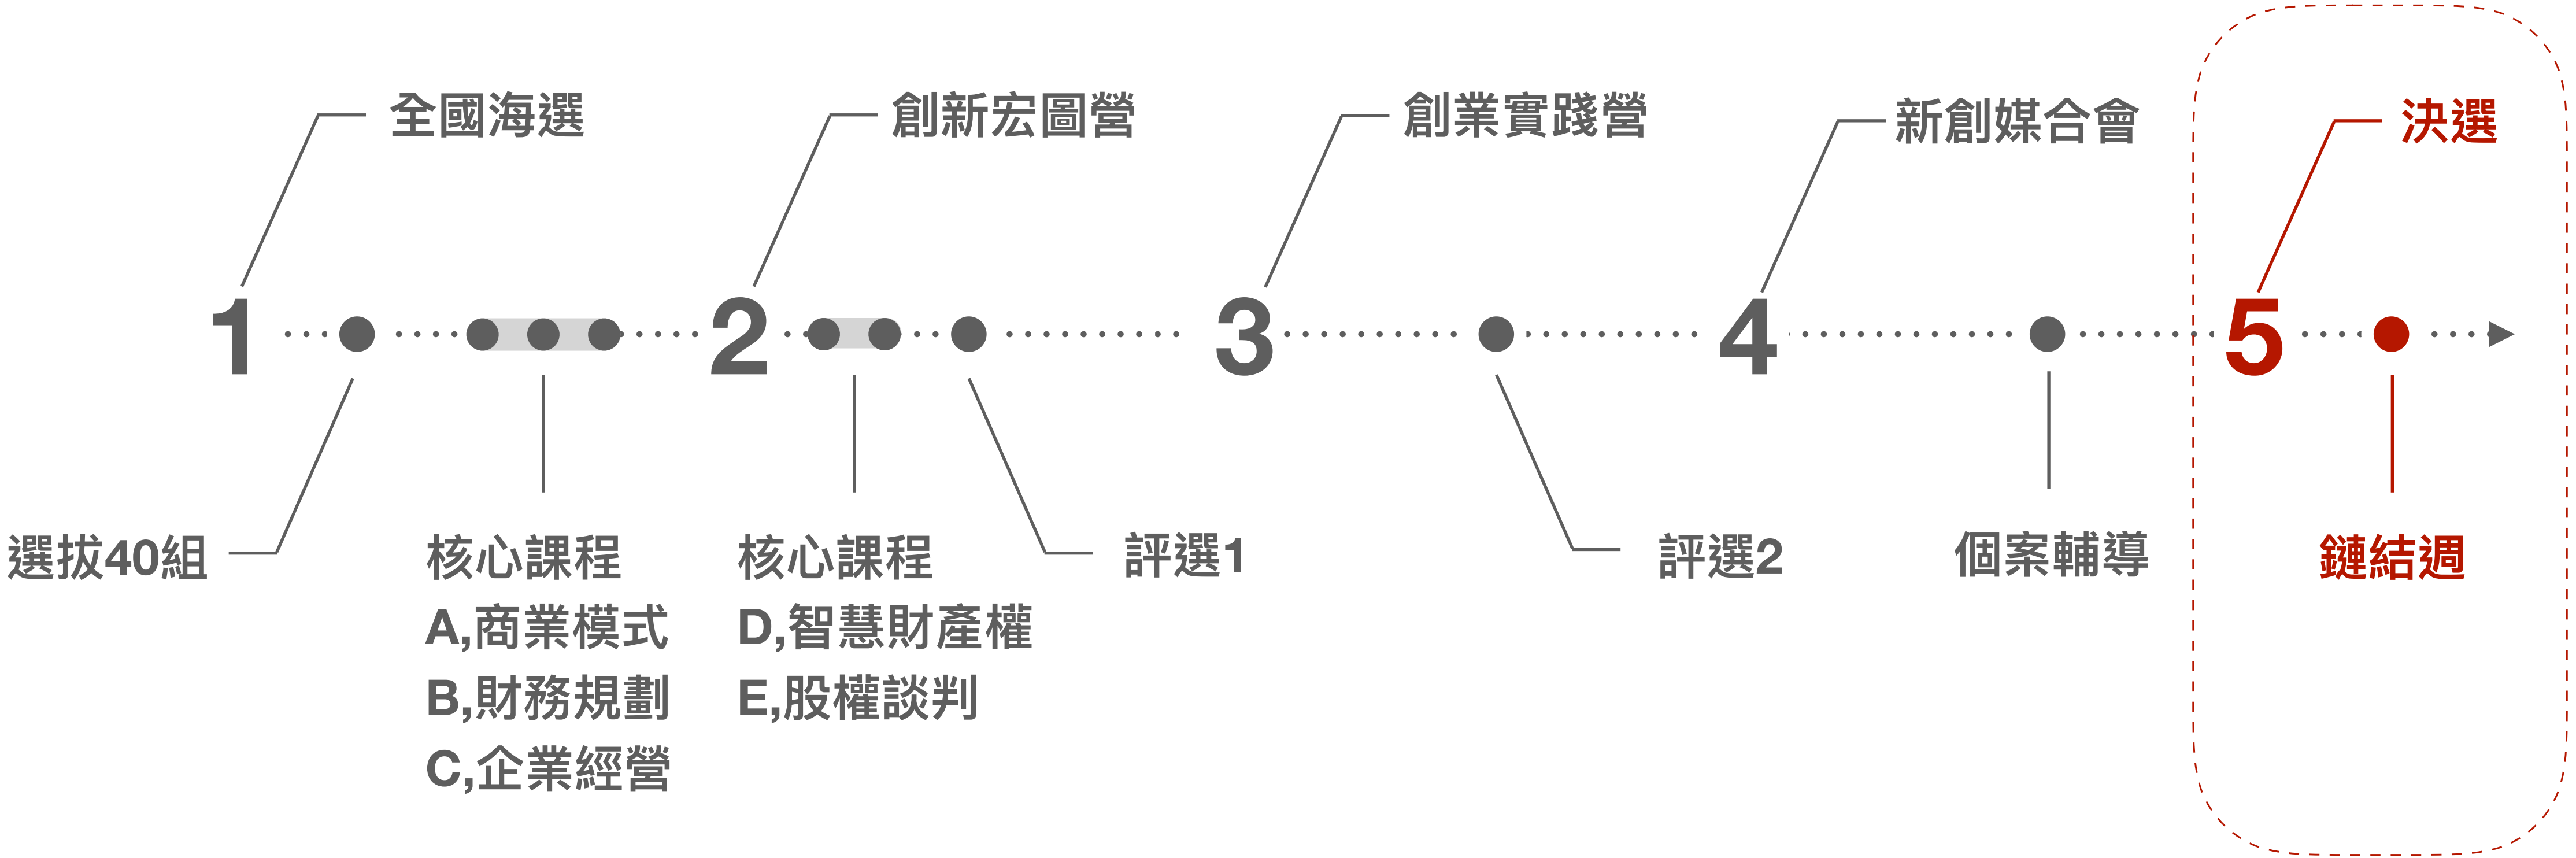 全國海選
創新宏圖營
創業實踐營
新創媒合會
決選
1
2
3
4
5
選拔40組
核心課程
A,商業模式
B,財務規劃
C,企業經營
核心課程
D,智慧財產權
E,股權談判
評選1
評選2
個案輔導
鏈結週